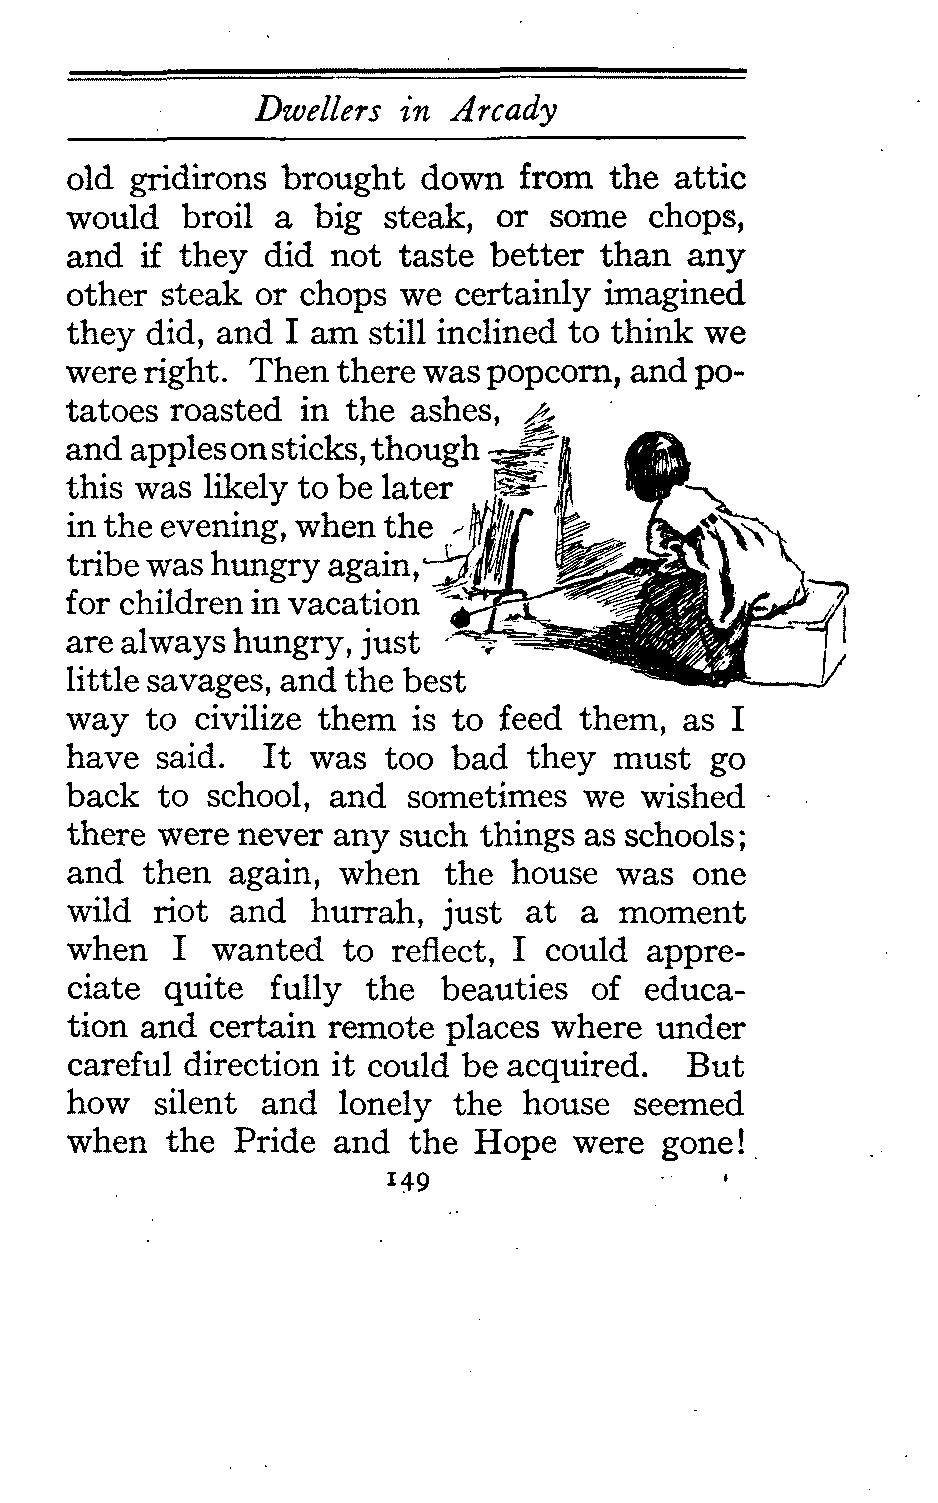 Dwellers in Arcady
old gridirons brought down from the attic
would broil a big steak, or some chops,
and if they did not taste better than any
other steak or chops we certainly imagined
they did, and I am still inclined to think we
were right. Then there was popcorn, and po-
tatoes roasted in the ashes,
and apples on sticks, though
this was likely to be later
in the evening, when the
tribe was hungry again,
for children in vacation
are always hungry, just
little savages, and the best
way to civilize them is to feed them, as I
have said. It was too bad they must go
back to school, and sometimes we wished
there were never any such things as schools;
and then again, when the house was one
wild riot and hurrah, just at a moment
when I wanted to reflect, I could appre-
ciate quite fully the beauties of educa-
tion and certain remote places where under
careful direction it could be acquired. But
how silent and lonely the house seemed
when the Pride and the Hope were gone!
149